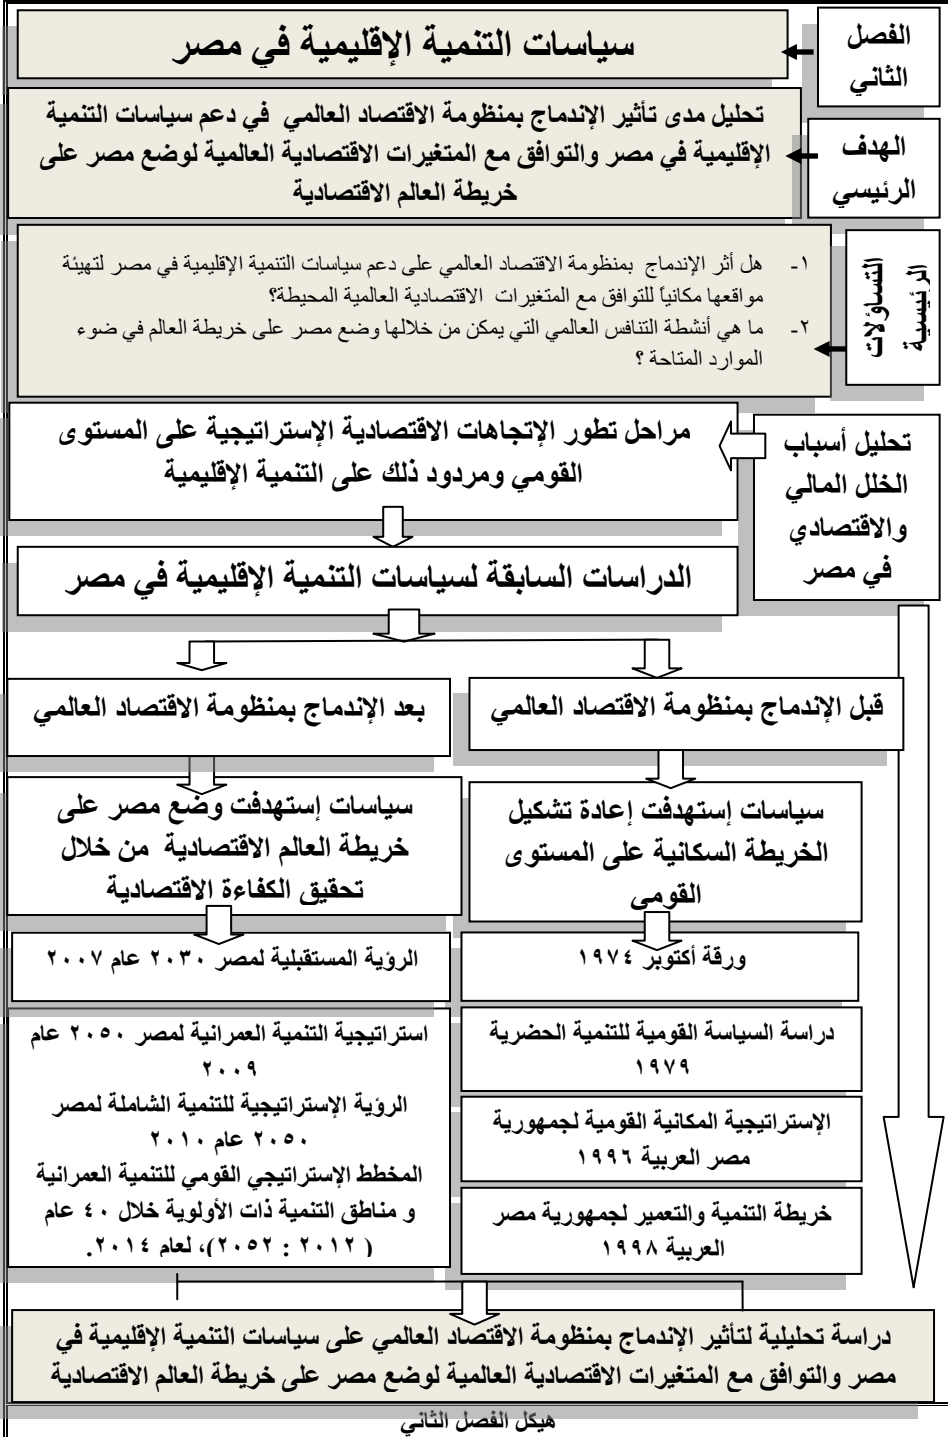 الفصل
الثاني
سياسات التنمية الإقليمية في مصر
الهدف
الرئيسي
تحليل مدى تأثير الإندماج بمنظومة الاقتصاد العالمي في دعم سياسات التنمية
الإقليمية في مصر والتوافق مع المتغيرات الاقتصادية العالمية لوضع مصر على
خريطة العالم الاقتصادية
التساؤلات
الرئيسية
١- هل أثر الإندماج بمنظومة الاقتصاد العالمي على دعم سياسات التنمية الإقليمية في مصر لتهيئة
مواقعها مكانياً للتوافق مع المتغيرات الاقتصادية العالمية المحيطة؟
٢- ما هي أنشطة التنافس العالمي التي يمكن من خلالها وضع مصر على خريطة العالم في ضوء
الموارد المتاحة ؟
تحليل أسباب
الخلل المالي
والاقتصادي
في مصر
مراحل تطور الإتجاهات الاقتصادية الإستراتيجية على المستوى
القومي ومردود ذلك على التنمية الإقليمية
الدراسات السابقة لسياسات التنمية الإقليمية في مصر
قبل الإندماج بمنظومة الاقتصاد العالمي
سياسات إستهدفت إعادة تشكيل
الخريطة السكانية على المستوى
القومي
ورقة أكتوبر ١٩٧٤
دراسة السياسة القومية للتنمية الحضرية
١٩٧٩
الإستراتيجية المكانية القومية لجمهورية
مصر العربية ١٩٩٦
خريطة التنمية والتعمير لجمهورية مصر
العربية ١٩٩٨
بعد الإندماج بمنظومة الاقتصاد العالمي
سياسات إستهدفت وضع مصر على
خريطة العالم الاقتصادية من خلال
تحقيق الكفاءة الاقتصادية
الرؤية المستقبلية لمصر ٢٠٣٠ عام ٢٠٠٧
استراتيجية التنمية العمرانية لمصر ٢٠٥٠ عام
٢٠٠٩
الرؤية الإستراتيجية للتنمية الشاملة لمصر
٢٠٥٠ عام ٢٠١٠
المخطط الإستراتيجي القومي للتنمية العمرانية
و مناطق التنمية ذات الأولوية خلال ٤٠ عام
( ٢٠١٢ : ٢٠٥٢)، لعام ٢٠١٤.
دراسة تحليلية لتأثير الإندماج بمنظومة الاقتصاد العالمي على سياسات التنمية الإقليمية في
مصر والتوافق مع المتغيرات الاقتصادية العالمية لوضع مصر على خريطة العالم الاقتصادية
هيكل الفصل الثاني